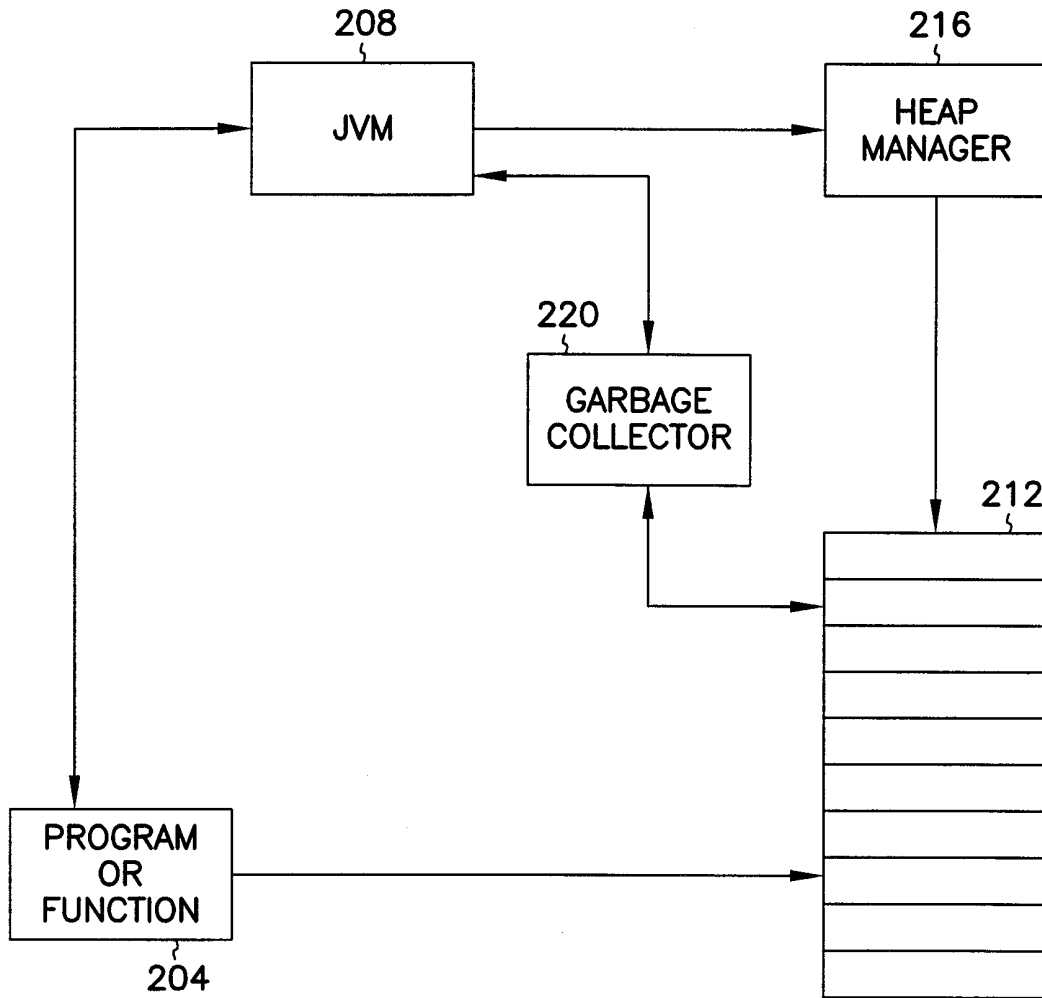 208
JVM
216
HEAP
MANAGER
220
GARBAGE
COLLECTOR
212
PROGRAM
OR
FUNCTION
204